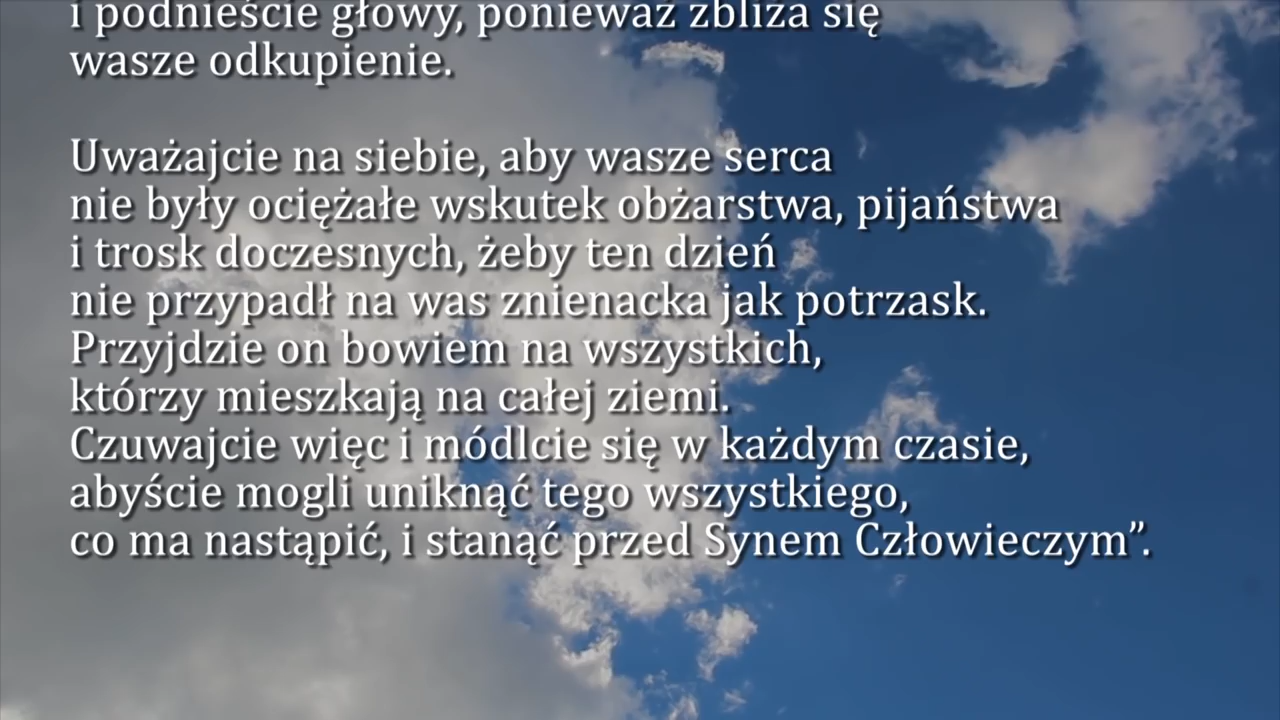 i podnieście głowy, ponieważ zbliża się
wasze odkupienie.
Uważajcie na siebie, aby wasze serca
nie były ociężałe wskutek obżarstwa, pijaństwa
i trosk doczesnych, żeby ten dzień
nie przypadł na was znienacka jak potrzask.
Przyjdzie on bowiem na wszystkich,
którzy mieszkają na całej ziemi.
Czuwajcie więc i módlcie się w każdym czasie,
abyście mogli uniknąć tego wszystkiego,
co ma nastąpić, i stanąć przed Synem Człowieczym”.